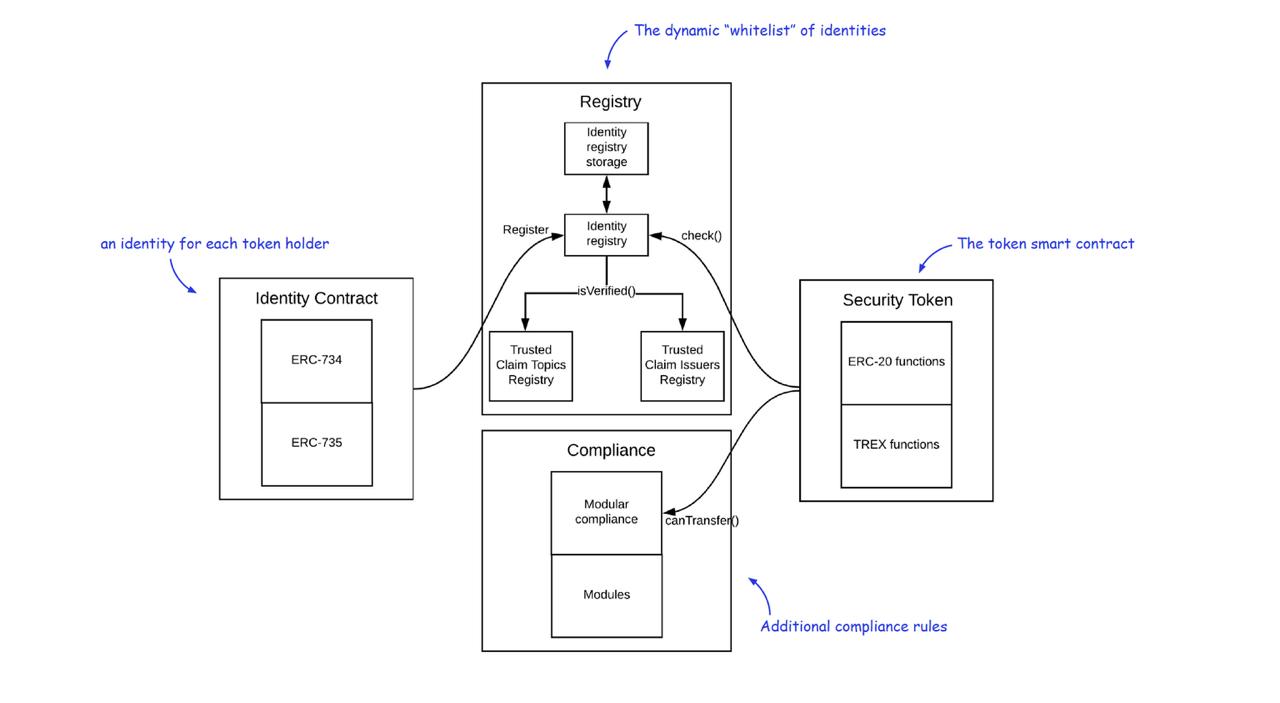 The dynamic “whitelist” of identities
Registry
Identity
registry
storage
Register
Identity
registry
check()
isVerified()
Trusted
Claim Topics
Registry
Trusted
Claim Issuers
Registry
an identity for each token holder
Identity Contract
ERC-734
ERC-735
The token smart contract
Security Token
ERC-20 functions
TREX functions
Compliance
Modular
compliance
canTransfer()
Modules
Additional compliance rules